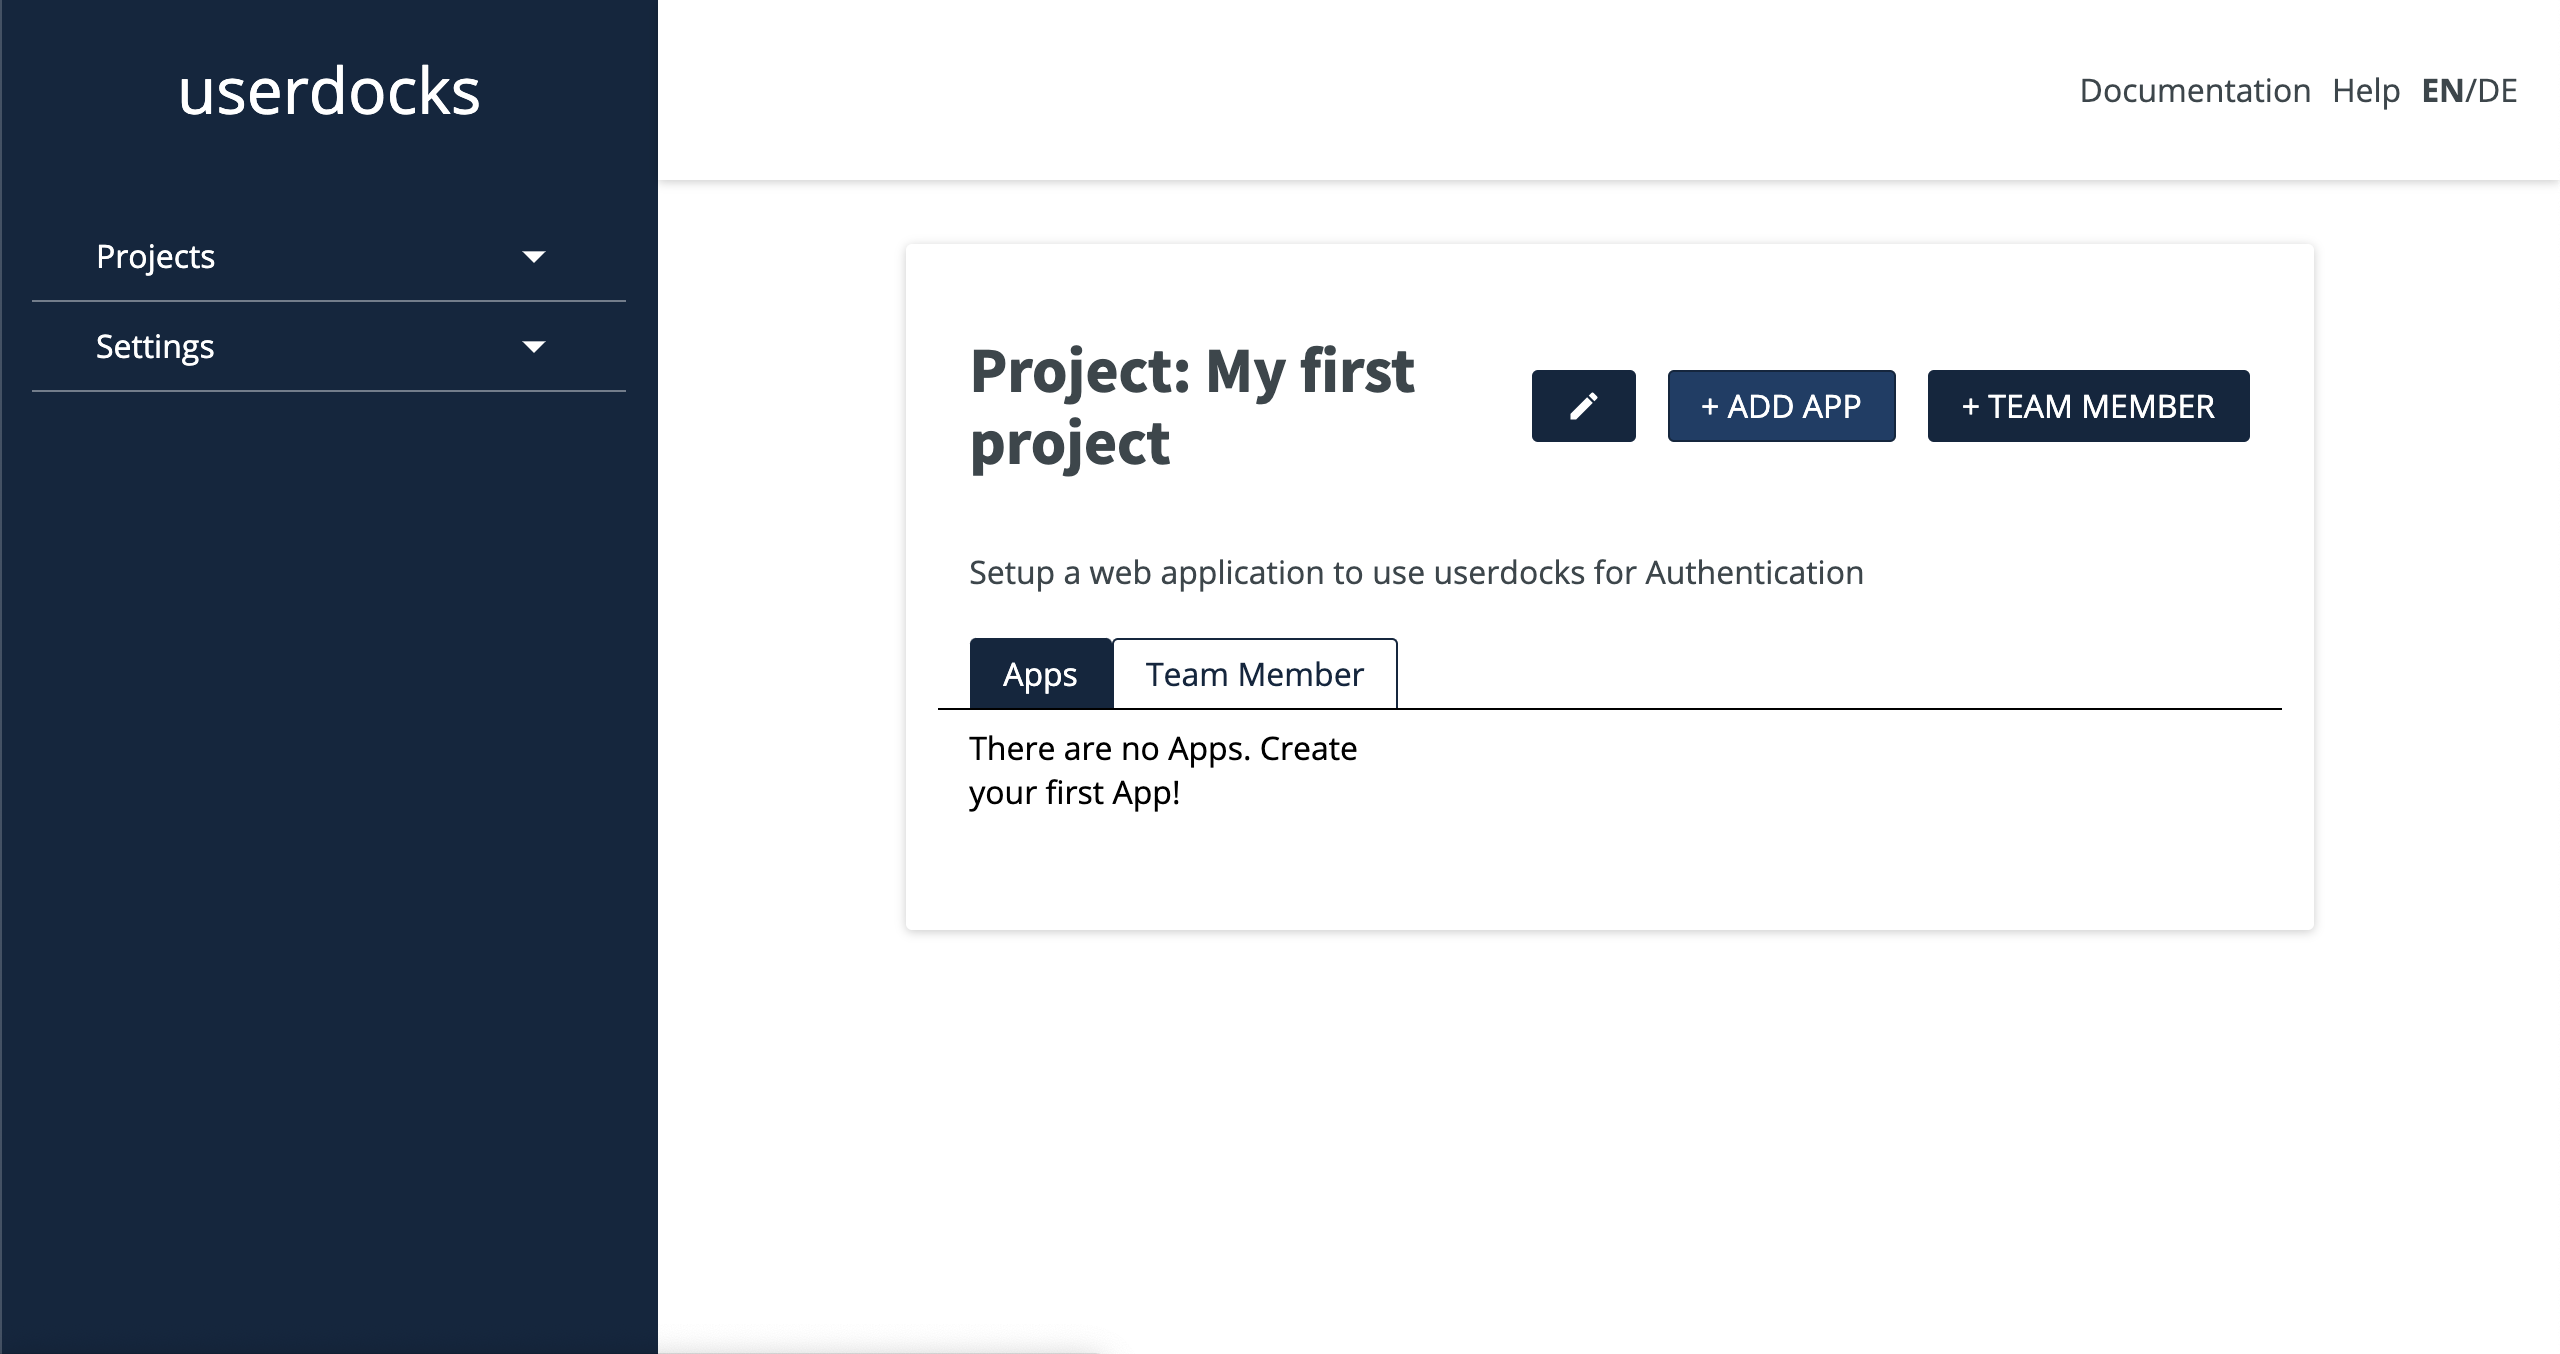 userdocks
Documentation Help EN/DE
Projects
Settings
Project: My first
project
+ ADD APP
+ TEAM MEMBER
Setup a web application to use userdocks for Authentication
Apps
Team Member
There are no Apps. Create
your first App!